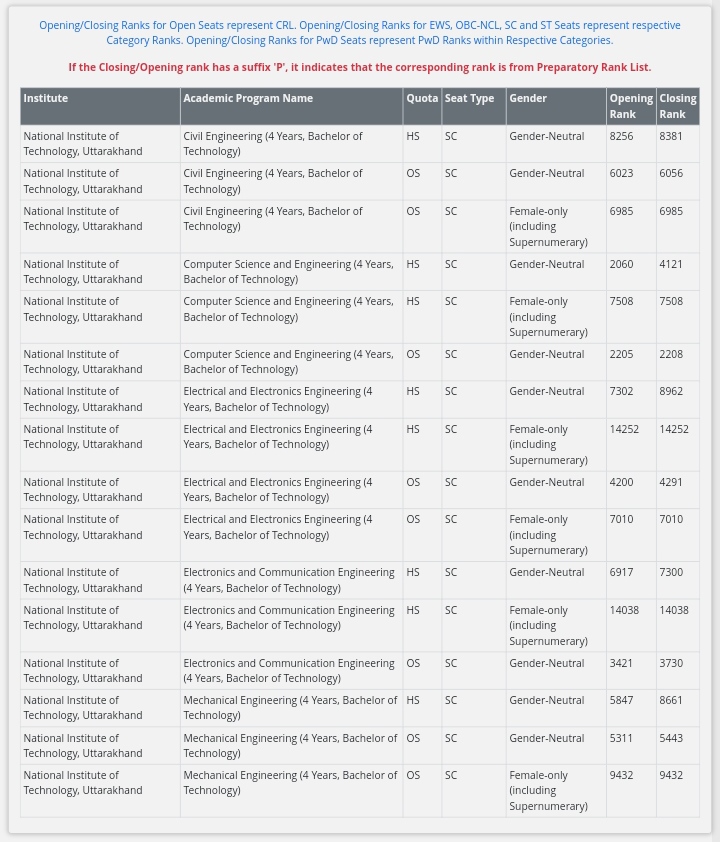 Opening/Closing Ranks for Open Seats represent CRL. Opening/Closing Ranks for EWS, OBC-NCL, SC and ST Seats represent respective
Category Ranks. Opening/Closing Ranks for PwD Seats represent PwD Ranks within Respective Categories.
If the Closing/Opening rank has a suffix 'P', it indicates that the corresponding rank is from Preparatory Rank List.
Institute Academic Program Name Quota Seat Type Gender Opening Closing
Rank Rank
National Institute of Civil Engineering (4 Years, Bachelor of HS SC Gender-Neutral 8256 8381
Technology, Uttarakhand Technology)
National Institute of Civil Engineering (4 Years, Bachelor of OS SC Gender-Neutral 6023 6056
Technology, Uttarakhand Technology)
National Institute of Civil Engineering (4 Years, Bachelor of OS SC Female-only 6985 6985
Technology, Uttarakhand Technology) (including
Supernumerary)
National Institute of Computer Science and Engineering (4 Years, HS SC Gender-Neutral 2060 4121
Technology, Uttarakhand Bachelor of Technology)
National Institute of Computer Science and Engineering (4 Years, HS SC Female-only 7508 7508
Technology, Uttarakhand Bachelor of Technology) (including
Supernumerary)
National Institute of Computer Science and Engineering (4 Years, OS SC Gender-Neutral 2205 2208
Technology, Uttarakhand Bachelor of Technology)
National Institute of Electrical and Electronics Engineering (4 HS SC Gender-Neutral 7302 8962
Technology, Uttarakhand Years, Bachelor of Technology)
National Institute of Electrical and Electronics Engineering (4 HS SC Female-only 14252 14252
Technology, Uttarakhand Years, Bachelor of Technology) (including
Supernumerary)
National Institute of Electrical and Electronics Engineering (4 OS SC Gender-Neutral 4200 4291
Technology, Uttarakhand Years, Bachelor of Technology)
National Institute of Electrical and Electronics Engineering (4 OS SC Female-only 7010 7010
Technology, Uttarakhand Years, Bachelor of Technology) (including
Supernumerary)
National Institute of Electronics and Communication Engineering HS SC Gender-Neutral 6917 7300
Technology, Uttarakhand (4 Years, Bachelor of Technology)
National Institute of Electronics and Communication Engineering HS SC Female-only 14038 14038
Technology, Uttarakhand (4 Years, Bachelor of Technology) (including
Supernumerary)
National Institute of Electronics and Communication Engineering OS SC Gender-Neutral 3421 3730
Technology, Uttarakhand (4 Years, Bachelor of Technology)
National Institute of Mechanical Engineering (4 Years, Bachelor of HS SC Gender-Neutral 5847 8661
Technology, Uttarakhand Technology)
National Institute of Mechanical Engineering (4 Years, Bachelor of OS SC Gender-Neutral 5311 5443
Technology, Uttarakhand Technology)
National Institute of Mechanical Engineering (4 Years, Bachelor of OS SC Female-only 9432 9432
Technology, Uttarakhand Technology) (including
Supernumerary)